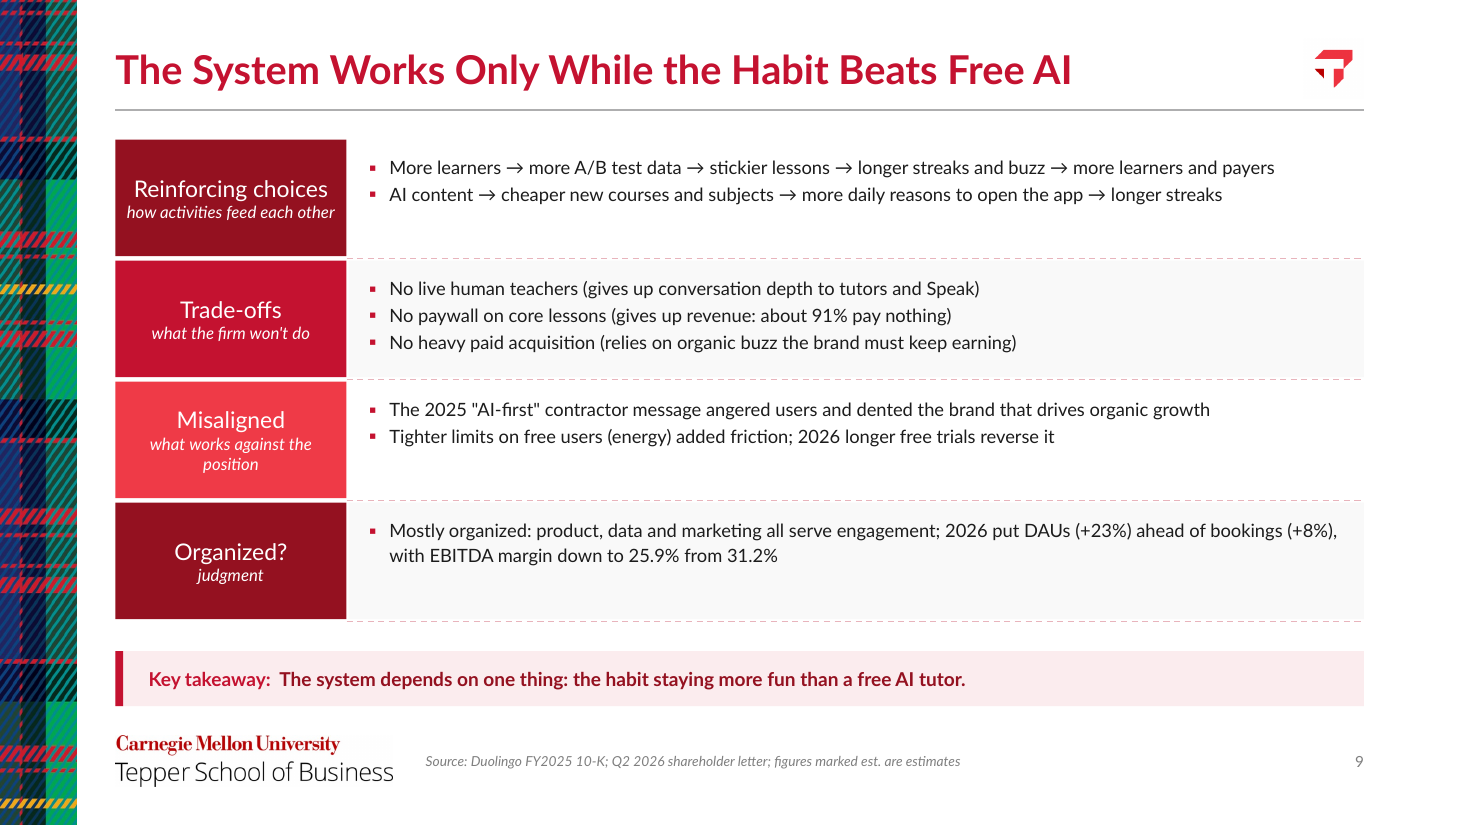 The System Works Only While the Habit Beats Free AI
Reinforcing choices
how activities feed each other
▪ More learners → more A/B test data → stickier lessons → longer streaks and buzz → more learners and payers
▪ AI content → cheaper new courses and subjects → more daily reasons to open the app → longer streaks
Trade-offs
what the firm won't do
▪ No live human teachers (gives up conversation depth to tutors and Speak)
▪ No paywall on core lessons (gives up revenue: about 91% pay nothing)
▪ No heavy paid acquisition (relies on organic buzz the brand must keep earning)
Misaligned
what works against the
position
▪ The 2025 "AI-first" contractor message angered users and dented the brand that drives organic growth
▪ Tighter limits on free users (energy) added friction; 2026 longer free trials reverse it
Organized?
judgment
▪ Mostly organized: product, data and marketing all serve engagement; 2026 put DAUs (+23%) ahead of bookings (+8%),
with EBITDA margin down to 25.9% from 31.2%
Key takeaway: The system depends on one thing: the habit staying more fun than a free AI tutor.
Carnegie Mellon University
Tepper School of Business
Source: Duolingo FY2025 10-K; Q2 2026 shareholder letter; figures marked est. are estimates
9